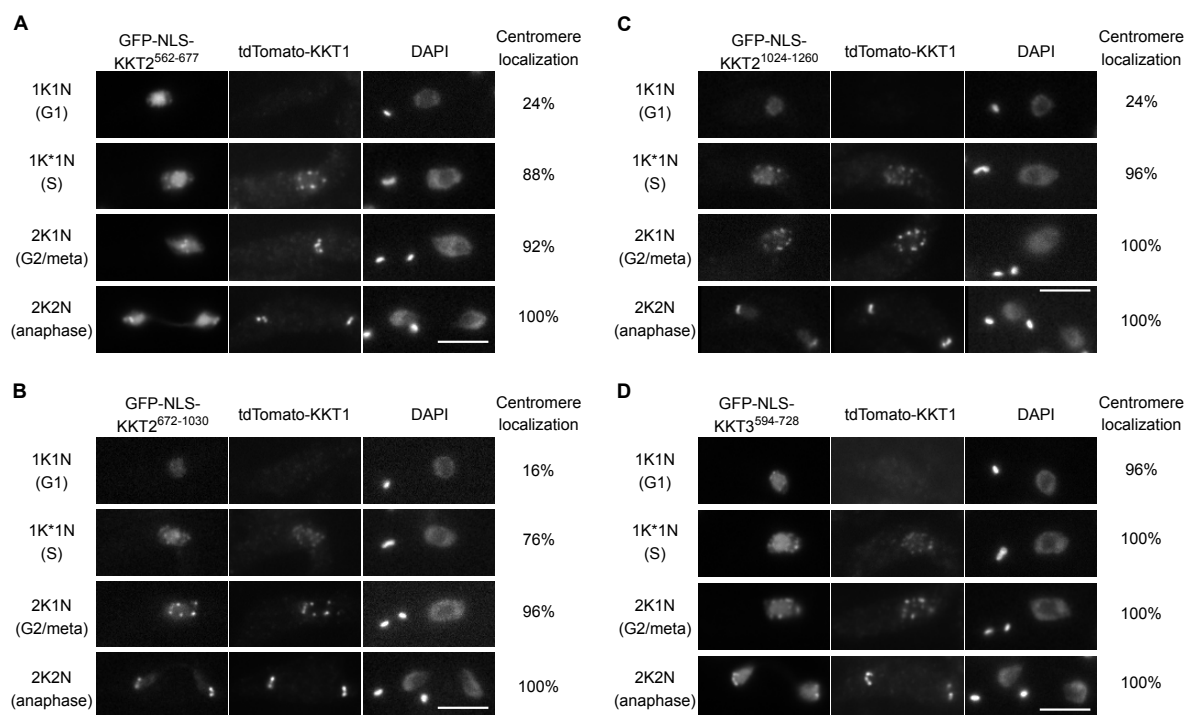 A
GFP-NLS-
KKT2562-677
tdTomato-KKT1
DAPI
Centromere
localization
1K1N
(G1)
24%
1K*1N
(S)
88%
2K1N
(G2/meta)
92%
2K2N
(anaphase)
100%
B
GFP-NLS-
KKT2672-1030
tdTomato-KKT1
DAPI
Centromere
localization
1K1N
(G1)
16%
1K*1N
(S)
76%
2K1N
(G2/meta)
96%
2K2N
(anaphase)
100%
C
GFP-NLS-
KKT21024-1260
tdTomato-KKT1
DAPI
Centromere
localization
1K1N
(G1)
24%
1K*1N
(S)
96%
2K1N
(G2/meta)
100%
2K2N
(anaphase)
100%
D
GFP-NLS-
KKT3594-728
tdTomato-KKT1
DAPI
Centromere
localization
1K1N
(G1)
96%
1K*1N
(S)
100%
2K1N
(G2/meta)
100%
2K2N
(anaphase)
100%